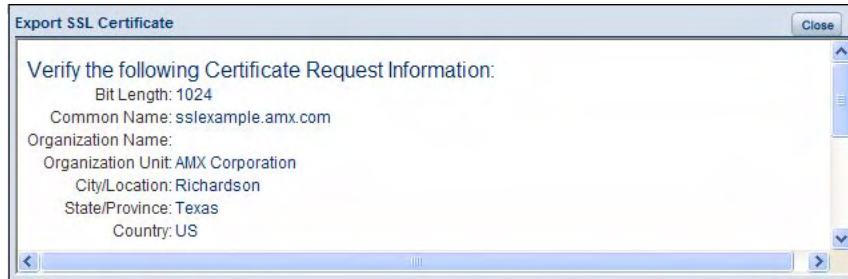 Export SSL Certificate
Close
Verify the following Certificate Request Information:
Bit Length: 1024
Common Name: sslexample.amx.com
Organization Name:
Organization Unit: AMX Corporation
City/Location: Richardson
State/Province: Texas
Country: US